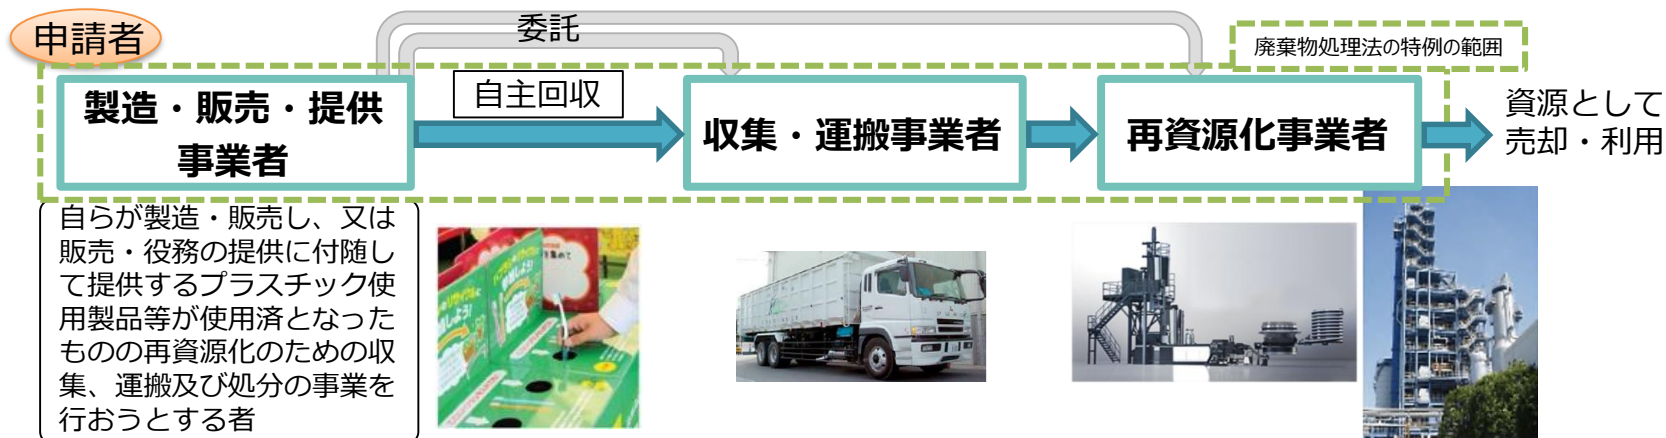 申請者
委託
廃棄物処理法の特例の範囲
製造・販売・提供
事業者
自主回収
収集・運搬事業者
再資源化事業者
資源として
売却・利用
自らが製造・販売し、又は
販売・役務の提供に付随し
て提供するプラスチック使
用製品等が使用済となった
ものの再資源化のための収
集、運搬及び処分の事業を
行おうとする者